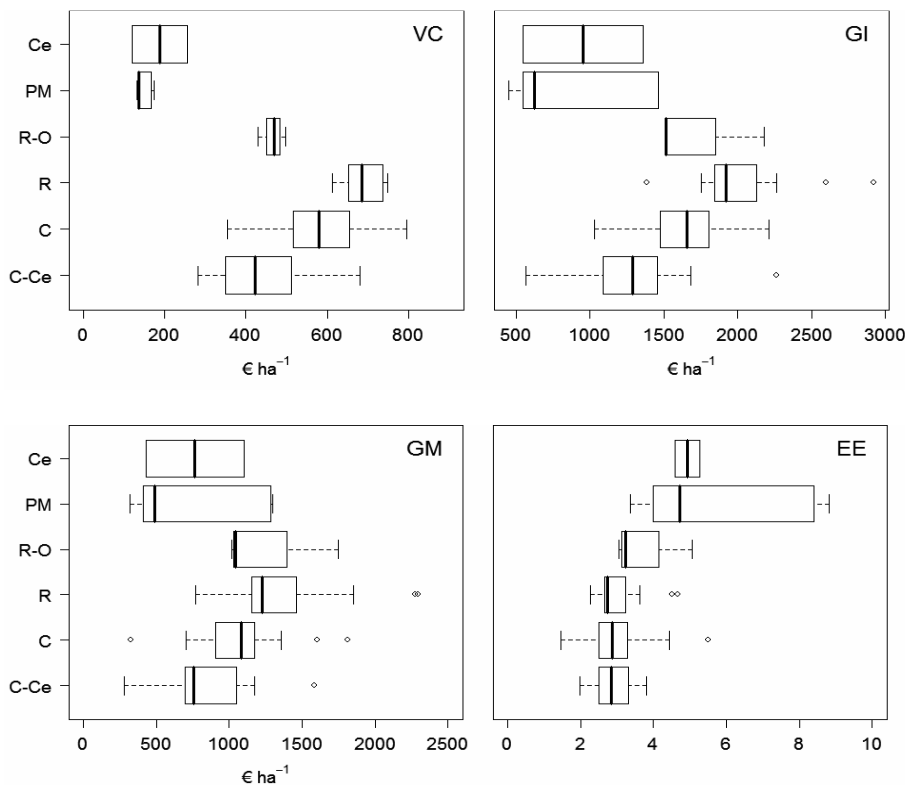 VC
Ce
PM
R-O
R
C
C-Ce
0 200 400 600 800
€ ha⁻¹
GI
500 1000 1500 2000 2500 3000
€ ha⁻¹
GM
Ce
PM
R-O
R
C
C-Ce
0 500 1000 1500 2000 2500
€ ha⁻¹
EE
0 2 4 6 8 10